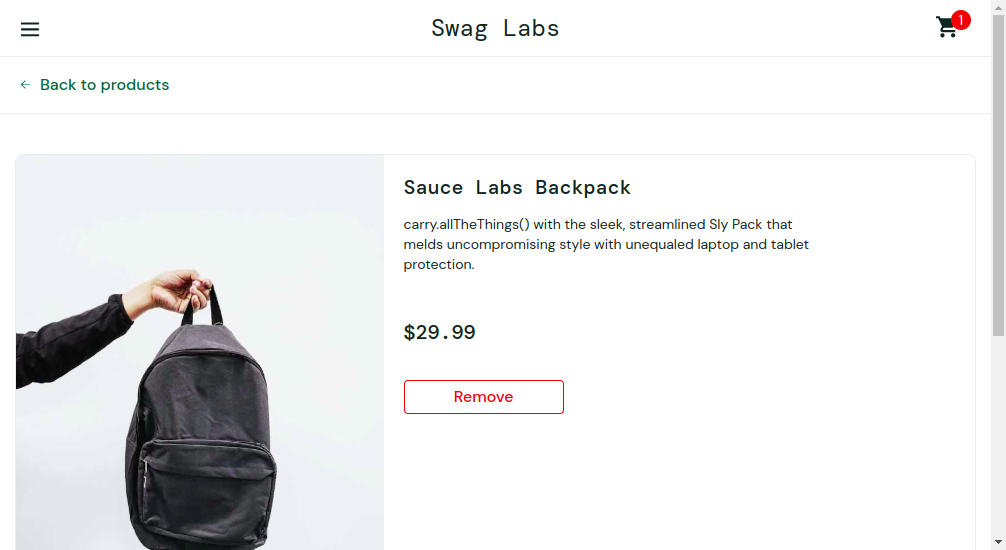 Swag Labs
1
Back to products
Sauce Labs Backpack
carry.allTheThings() with the sleek, streamlined Sly Pack that
melds uncompromising style with unequaled laptop and tablet
protection.
$29.99
Remove